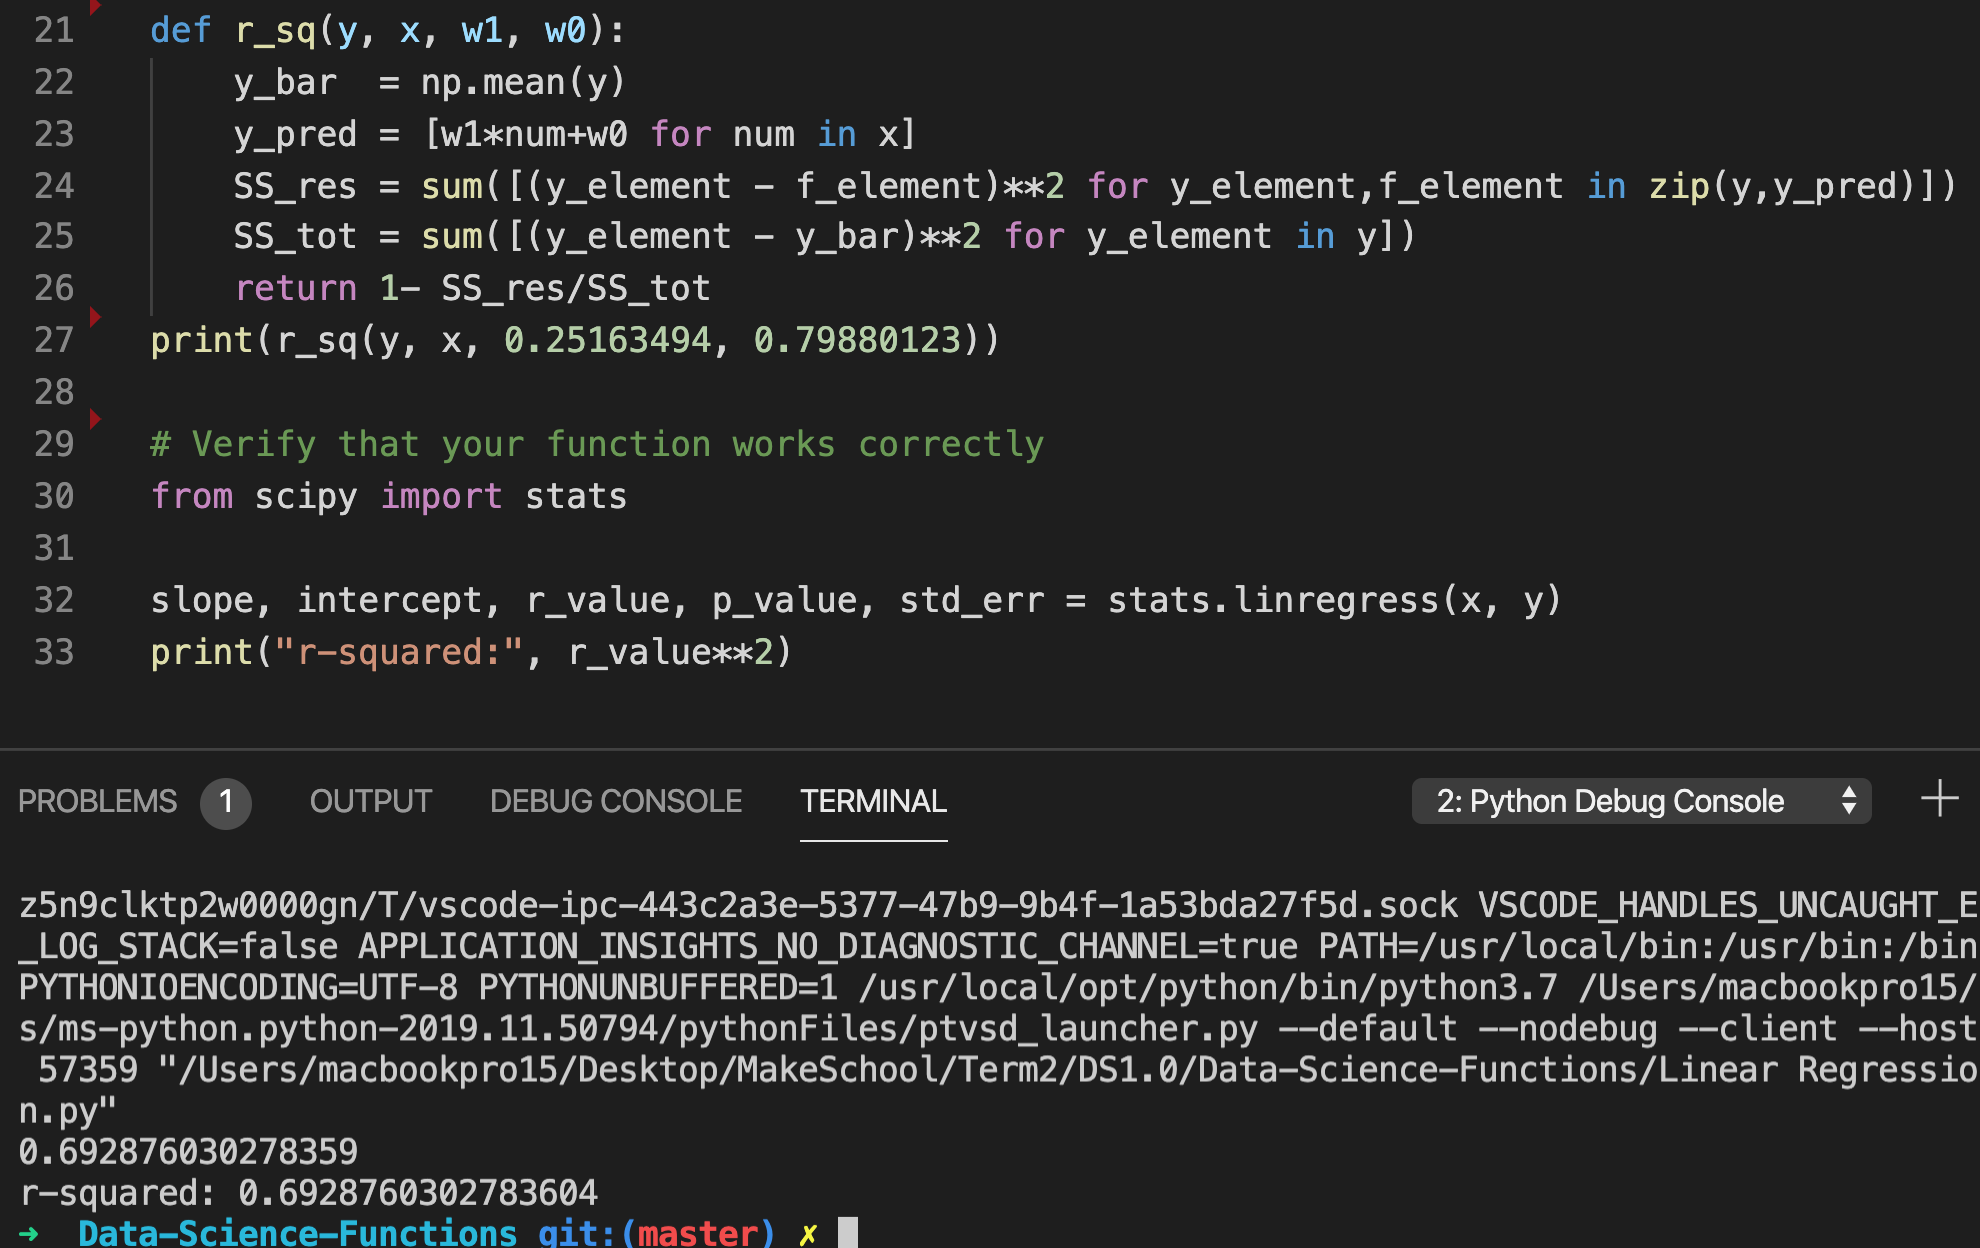 21 def r_sq(y, x, w1, w0):
22     y_bar  = np.mean(y)
23     y_pred = [w1*num+w0 for num in x]
24     SS_res = sum([(y_element - f_element)**2 for y_element,f_element in zip(y,y_pred)])
25     SS_tot = sum([(y_element - y_bar)**2 for y_element in y])
26     return 1- SS_res/SS_tot
27 print(r_sq(y, x, 0.25163494, 0.79880123))
28
29 # Verify that your function works correctly
30 from scipy import stats
31
32 slope, intercept, r_value, p_value, std_err = stats.linregress(x, y)
33 print("r-squared:", r_value**2)
PROBLEMS 1 OUTPUT DEBUG CONSOLE TERMINAL 2: Python Debug Console
z5n9clktp2w0000gn/T/vscode-ipc-443c2a3e-5377-47b9-9b4f-1a53bda27f5d.sock VSCODE_HANDLES_UNCAUGHT_E
_LOG_STACK=false APPLICATION_INSIGHTS_NO_DIAGNOSTIC_CHANNEL=true PATH=/usr/local/bin:/usr/bin:/bin
PYTHONIOENCODING=UTF-8 PYTHONUNBUFFERED=1 /usr/local/opt/python/bin/python3.7 /Users/macbookpro15/
s/ms-python.python-2019.11.50794/pythonFiles/ptvsd_launcher.py --default --nodebug --client --host
 57359 "/Users/macbookpro15/Desktop/MakeSchool/Term2/DS1.0/Data-Science-Functions/Linear Regressio
n.py"
0.692876030278359
r-squared: 0.6928760302783604
➜  Data-Science-Functions git:(master) ✗